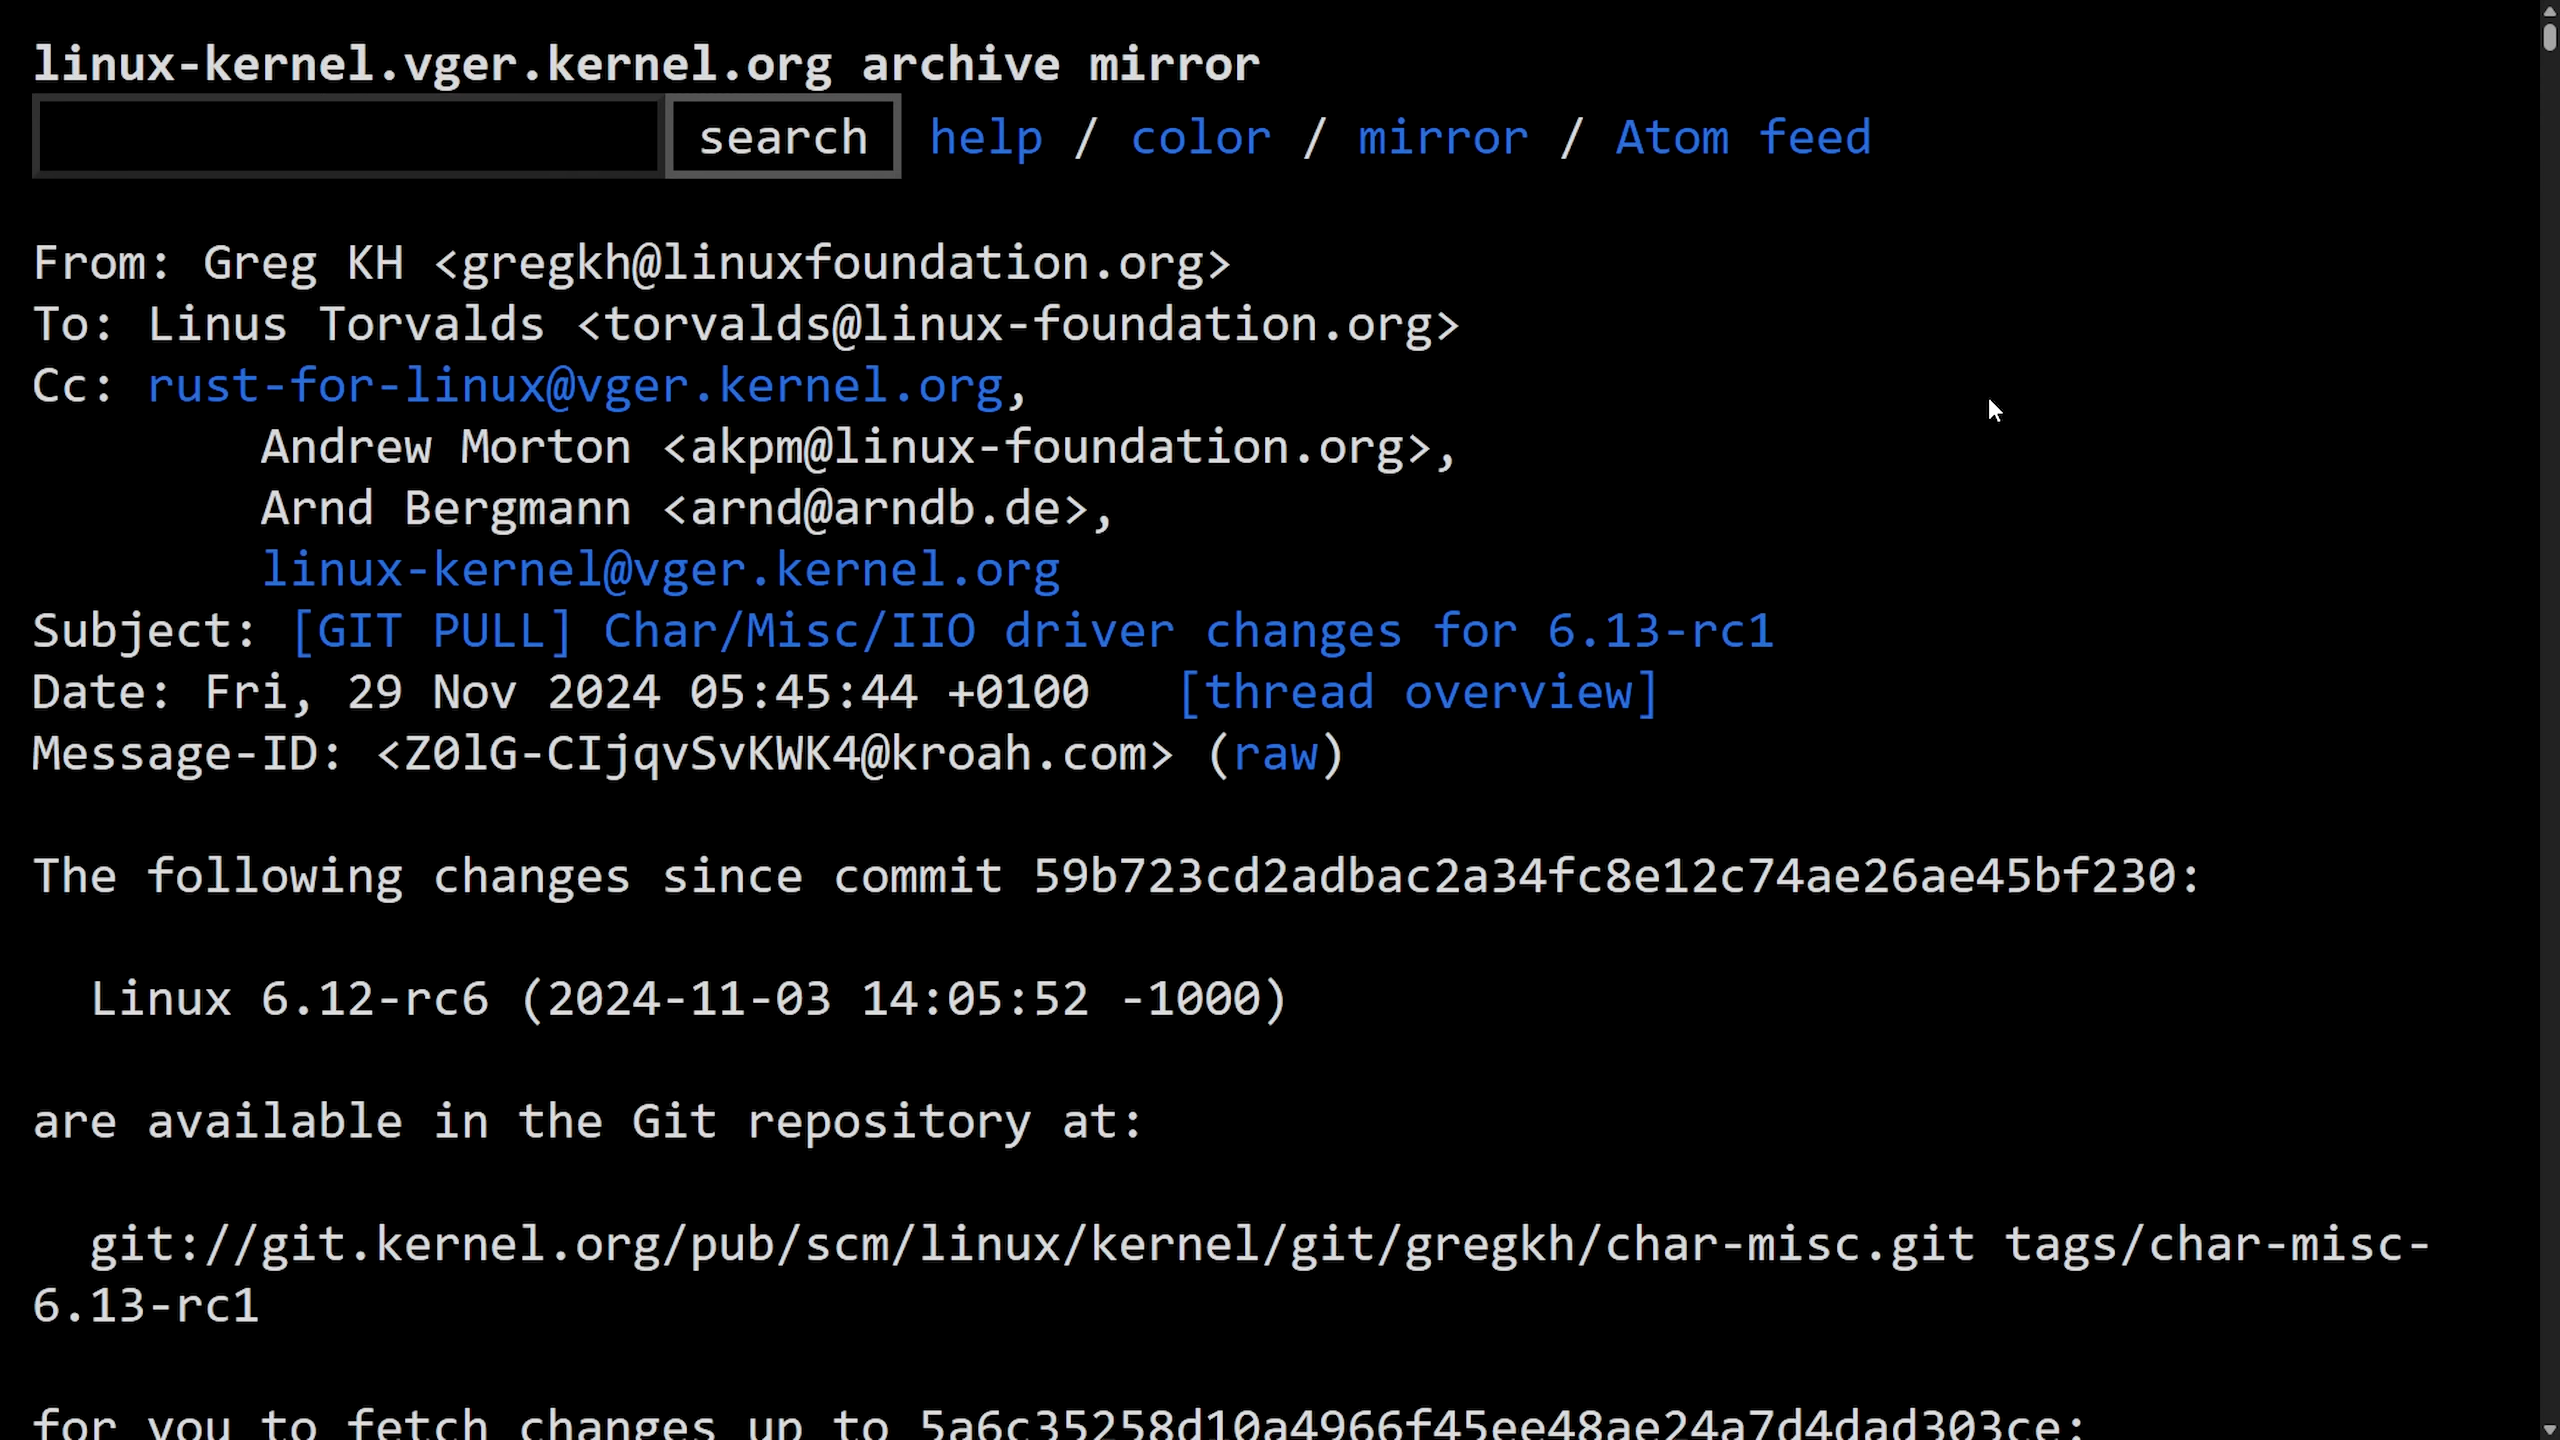 linux-kernel.vger.kernel.org archive mirror
search help / color / mirror / Atom feed
From: Greg KH <gregkh@linuxfoundation.org>
To: Linus Torvalds <torvalds@linux-foundation.org>
Cc: rust-for-linux@vger.kernel.org,
Andrew Morton <akpm@linux-foundation.org>,
Arnd Bergmann <arnd@arndb.de>,
linux-kernel@vger.kernel.org
Subject: [GIT PULL] Char/Misc/IIO driver changes for 6.13-rc1
Date: Fri, 29 Nov 2024 05:45:44 +0100 [thread overview]
Message-ID: <Z0lG-CIjqvSvKWK4@kroah.com> (raw)
The following changes since commit 59b723cd2adbac2a34fc8e12c74ae26ae45bf230:
Linux 6.12-rc6 (2024-11-03 14:05:52 -1000)
are available in the Git repository at:
git://git.kernel.org/pub/scm/linux/kernel/git/gregkh/char-misc.git tags/char-misc-
6.13-rc1
for you to fetch changes up to 5a6c35258d10a4966f45ee48ae24a7d4dad303ce: